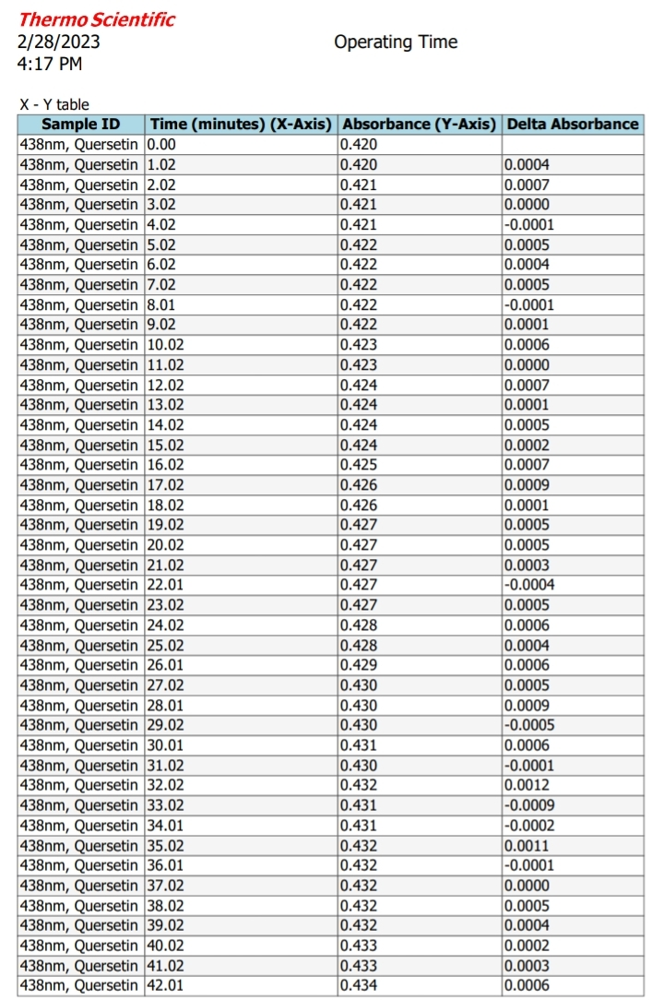 Thermo Scientific
2/28/2023 Operating Time
4:17 PM
X - Y table
Sample ID Time (minutes) (X-Axis) Absorbance (Y-Axis) Delta Absorbance
438nm, Quersetin 0.00 0.420
438nm, Quersetin 1.02 0.420 0.0004
438nm, Quersetin 2.02 0.421 0.0007
438nm, Quersetin 3.02 0.421 0.0000
438nm, Quersetin 4.02 0.421 -0.0001
438nm, Quersetin 5.02 0.422 0.0005
438nm, Quersetin 6.02 0.422 0.0004
438nm, Quersetin 7.02 0.422 0.0005
438nm, Quersetin 8.01 0.422 -0.0001
438nm, Quersetin 9.02 0.422 0.0001
438nm, Quersetin 10.02 0.423 0.0006
438nm, Quersetin 11.02 0.423 0.0000
438nm, Quersetin 12.02 0.424 0.0007
438nm, Quersetin 13.02 0.424 0.0001
438nm, Quersetin 14.02 0.424 0.0005
438nm, Quersetin 15.02 0.424 0.0002
438nm, Quersetin 16.02 0.425 0.0007
438nm, Quersetin 17.02 0.426 0.0009
438nm, Quersetin 18.02 0.426 0.0001
438nm, Quersetin 19.02 0.427 0.0005
438nm, Quersetin 20.02 0.427 0.0005
438nm, Quersetin 21.02 0.427 0.0003
438nm, Quersetin 22.01 0.427 -0.0004
438nm, Quersetin 23.02 0.427 0.0005
438nm, Quersetin 24.02 0.428 0.0006
438nm, Quersetin 25.02 0.428 0.0004
438nm, Quersetin 26.01 0.429 0.0006
438nm, Quersetin 27.02 0.430 0.0005
438nm, Quersetin 28.01 0.430 0.0009
438nm, Quersetin 29.02 0.430 -0.0005
438nm, Quersetin 30.01 0.431 0.0006
438nm, Quersetin 31.02 0.430 -0.0001
438nm, Quersetin 32.02 0.432 0.0012
438nm, Quersetin 33.02 0.431 -0.0009
438nm, Quersetin 34.01 0.431 -0.0002
438nm, Quersetin 35.02 0.432 0.0011
438nm, Quersetin 36.01 0.432 -0.0001
438nm, Quersetin 37.02 0.432 0.0000
438nm, Quersetin 38.02 0.432 0.0005
438nm, Quersetin 39.02 0.432 0.0004
438nm, Quersetin 40.02 0.433 0.0002
438nm, Quersetin 41.02 0.433 0.0003
438nm, Quersetin 42.01 0.434 0.0006